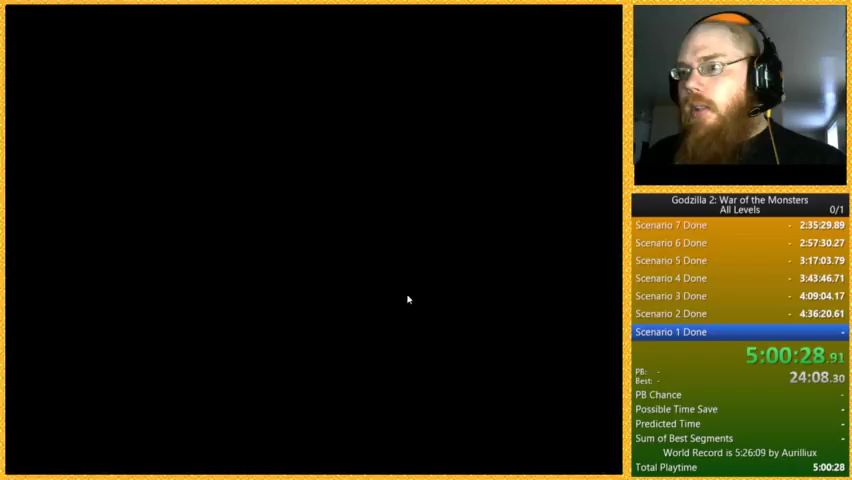 Godzilla 2: War of the Monsters
All Levels 0/1
Scenario 7 Done - 2:35:29.89
Scenario 6 Done - 2:57:30.27
Scenario 5 Done - 3:17:03.79
Scenario 4 Done - 3:43:46.71
Scenario 3 Done - 4:09:04.17
Scenario 2 Done - 4:36:20.61
Scenario 1 Done -
5:00:28.91
PB: -
Best: - 24:08.30
PB Chance -
Possible Time Save -
Predicted Time -
Sum of Best Segments -
World Record is 5:26:09 by Aurilliux
Total Playtime 5:00:28